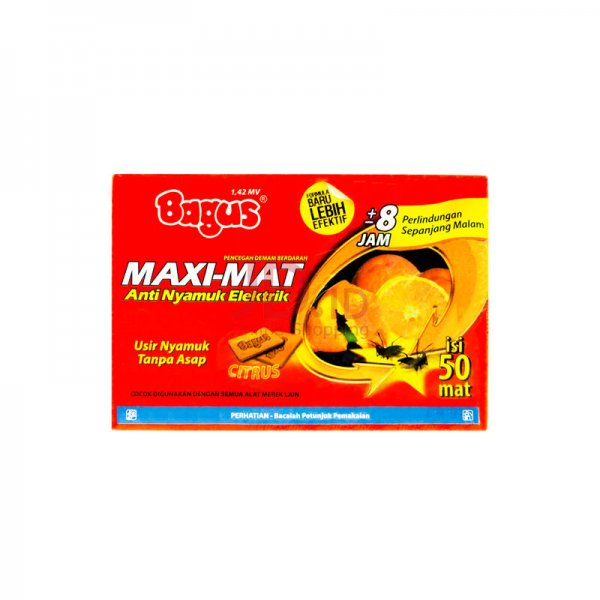 1.42 MV
Bagus®
PENCEGAH DEMAM BERDARAH
MAXI-MAT
Anti Nyamuk Elektrik
Usir Nyamuk
Tanpa Asap
Bagus
CITRUS
COCOK DIGUNAKAN DENGAN SEMUA ALAT MEREK LAIN
FORMULA
BARU
LEBIH
EFEKTIF
± 8
JAM
Perlindungan
Sepanjang Malam
isi
50
mat
PERHATIAN - Bacalah Petunjuk Pemakaian
ID
Shopping